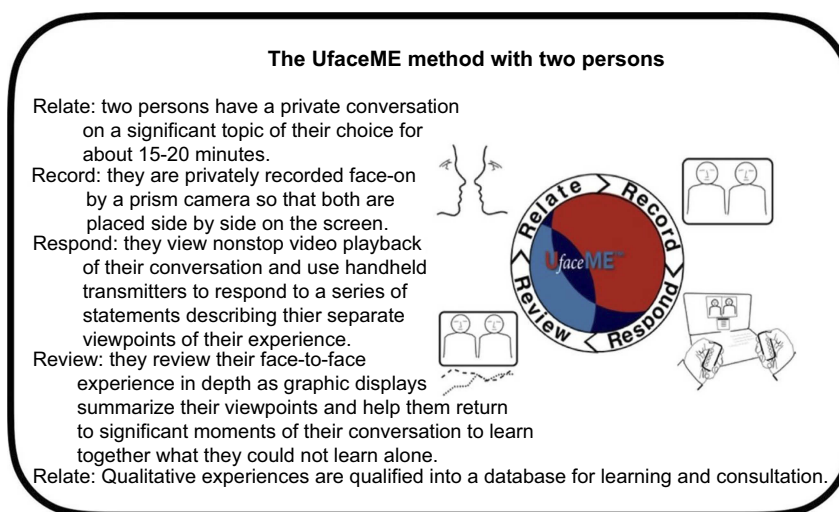 The UfaceME method with two persons
Relate: two persons have a private conversation
on a significant topic of their choice for
about 15-20 minutes.
Record: they are privately recorded face-on
by a prism camera so that both are
placed side by side on the screen.
Respond: they view nonstop video playback
of their conversation and use handheld
transmitters to respond to a series of
statements describing thier separate
viewpoints of their experience.
Review: they review their face-to-face
experience in depth as graphic displays
summarize their viewpoints and help them return
to significant moments of their conversation to learn
together what they could not learn alone.
Relate: Qualitative experiences are qualified into a database for learning and consultation.
Relate
Record
Respond
Review
UfaceME™